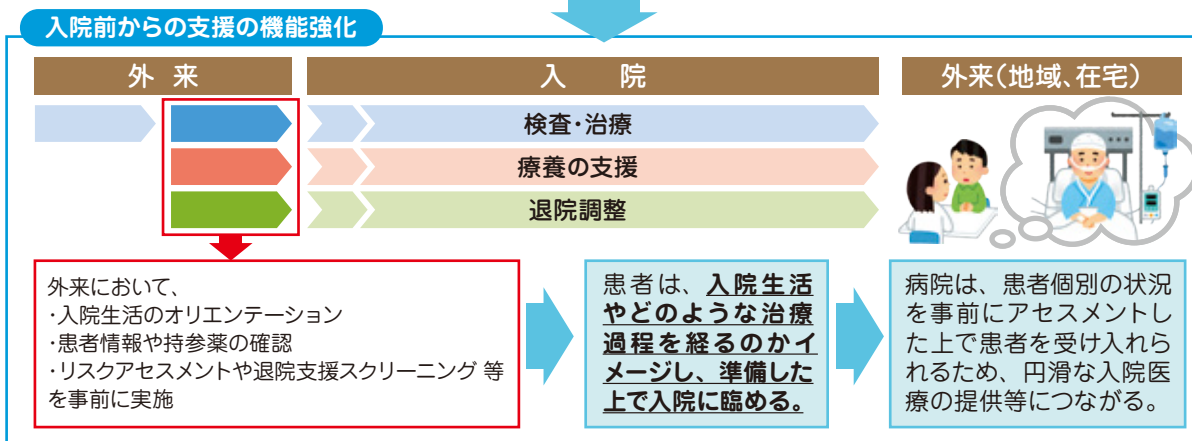 入院前からの支援の機能強化
外 来
入 院
外来(地域、在宅)
検査・治療
療養の支援
退院調整
外来において、
・入院生活のオリエンテーション
・患者情報や持参薬の確認
・リスクアセスメントや退院支援スクリーニング 等
を事前に実施
患者は、入院生活
やどのような治療
過程を経るのかイ
メージし、準備した
上で入院に臨める。
病院は、患者個別の状況
を事前にアセスメントし
た上で患者を受け入れら
れるため、円滑な入院医
療の提供等につながる。